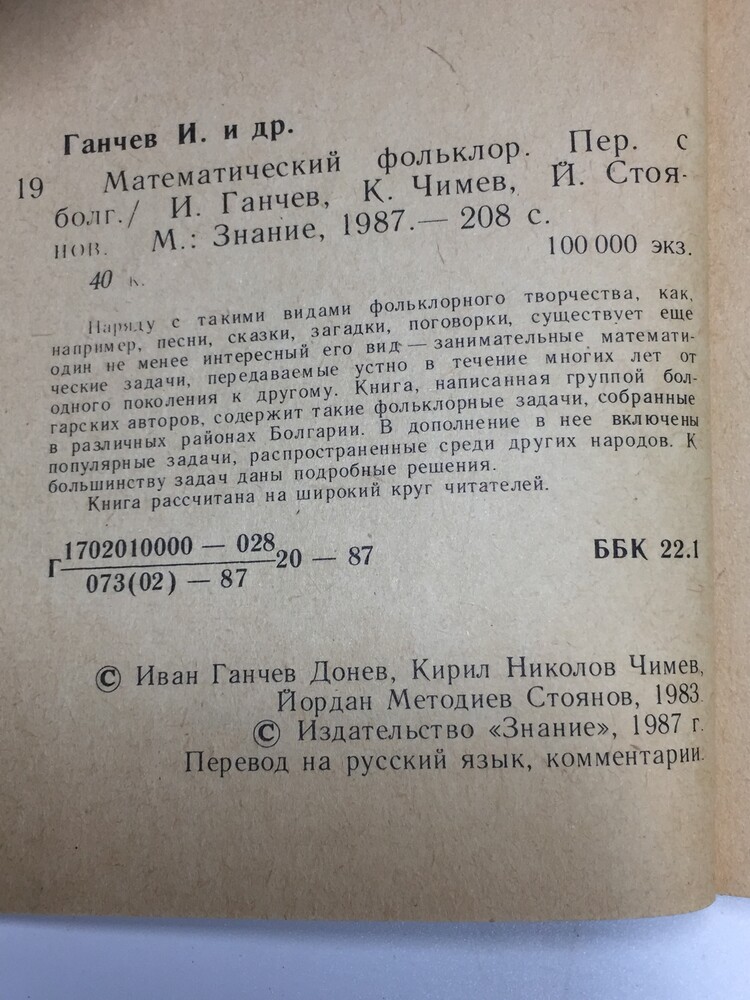 Ганчев И. и др.
19 Математический фольклор. Пер. с
болг./ И. Ганчев, К. Чимев, Й. Стоя-
нов. М.: Знание, 1987.— 208 с.
100 000 экз.
40 к.
Наряду с такими видами фольклорного творчества, как,
например, песни, сказки, загадки, поговорки, существует еще
один не менее интересный его вид — занимательные математи-
ческие задачи, передаваемые устно в течение многих лет от
одного поколения к другому. Книга, написанная группой бол-
гарских авторов, содержит такие фольклорные задачи, собранные
в различных районах Болгарии. В дополнение в нее включены
популярные задачи, распространенные среди других народов. К
большинству задач даны подробные решения.
Книга рассчитана на широкий круг читателей.
1702010000 — 028
Г 20 — 87
073(02) — 87
ББК 22.1
© Иван Ганчев Донев, Кирил Николов Чимев,
Йордан Методиев Стоянов, 1983.
© Издательство «Знание», 1987 г.
Перевод на русский язык, комментарии.